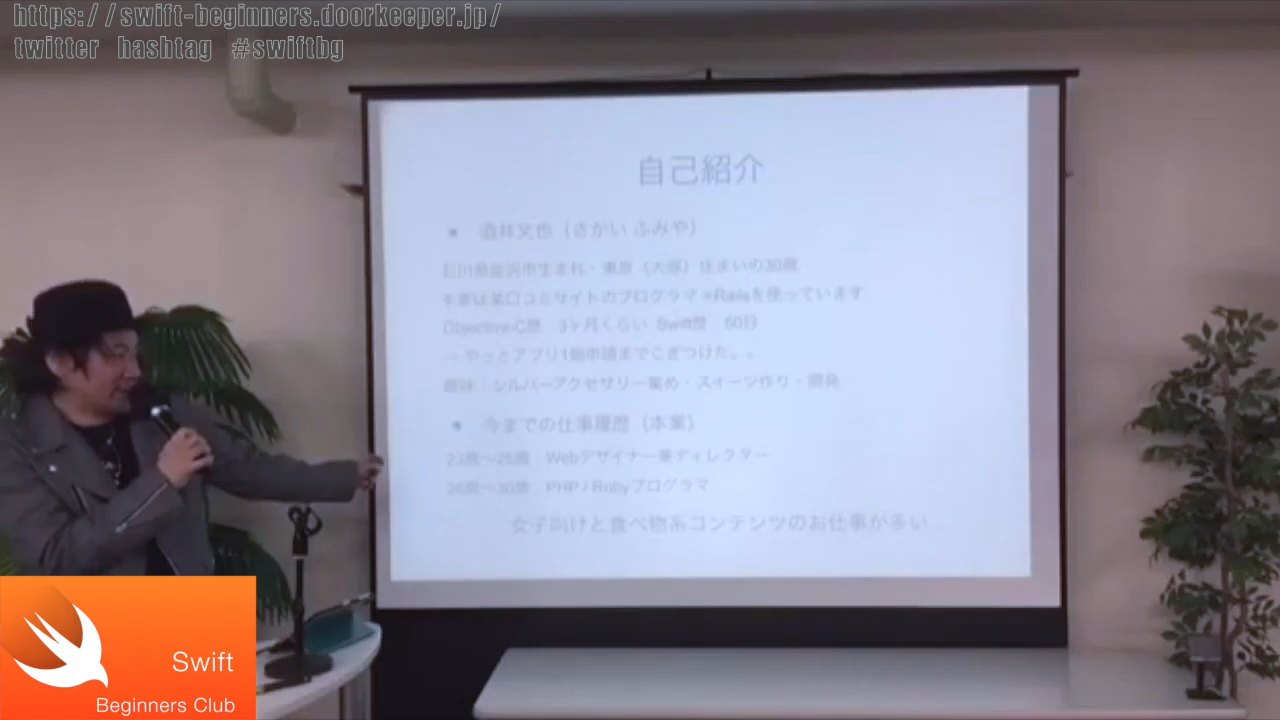 https://swift-beginners.doorkeeper.jp/
twitter hashtag #swiftbg
自己紹介
● 酒井文也（さかい ふみや）
石川県金沢市生まれ・東京（大塚）住まいの30歳
本業は某口コミサイトのプログラマ ※Railsを使っています
Objective-C歴 3ヶ月くらい Swift歴 60日
やっとアプリ1個申請までこぎつけた。。
趣味：シルバーアクセサリー集め・スイーツ作り・開発
● 今までの仕事履歴（本業）
23歳〜25歳 Webデザイナー兼ディレクター
26歳〜30歳 PHP / Rubyプログラマ
女子向けと食べ物系コンテンツのお仕事が多い
Swift
Beginners Club